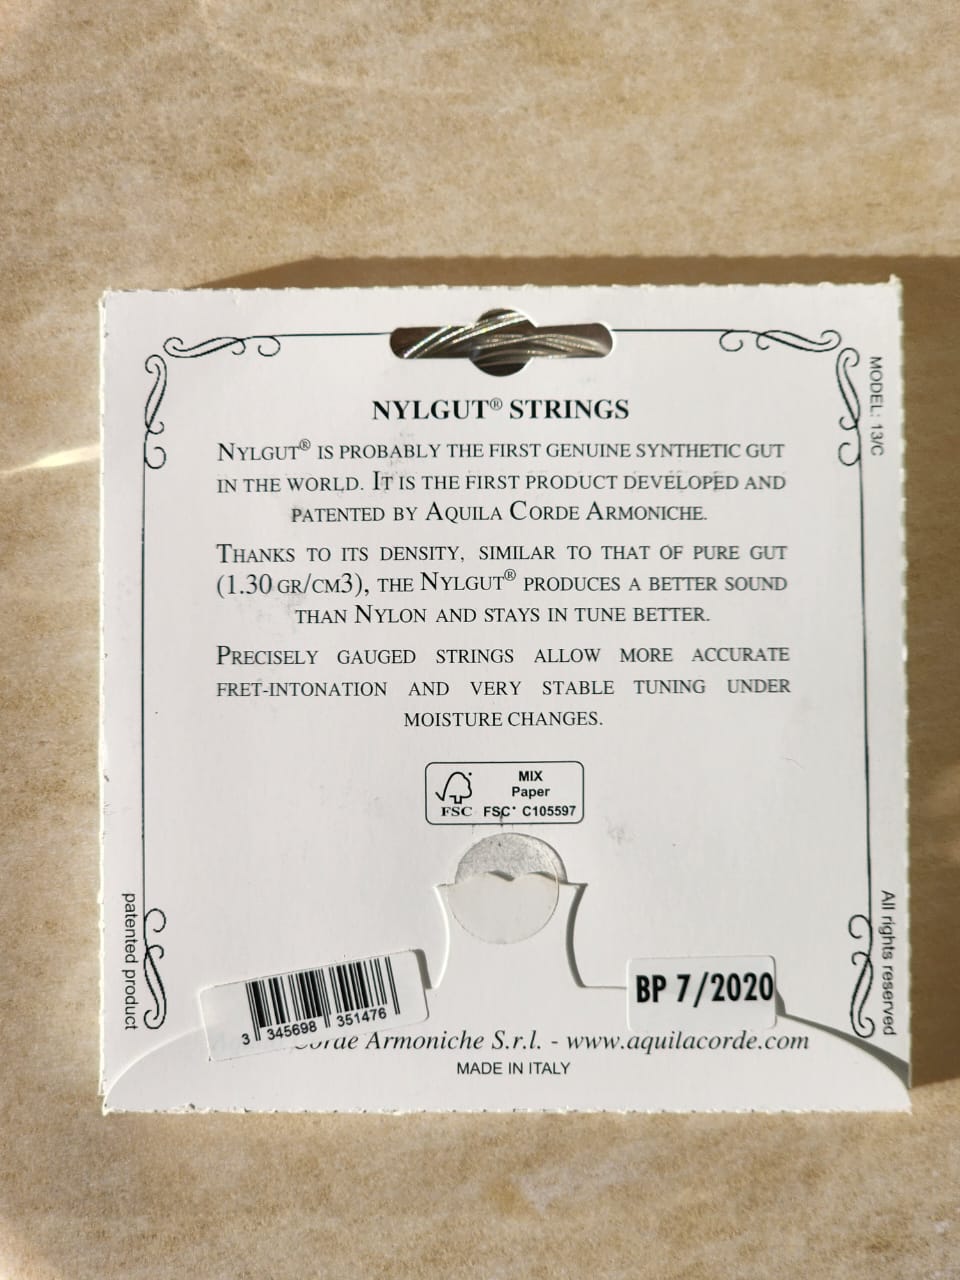 MODEL: 13/C
NYLGUT® STRINGS
NYLGUT® IS PROBABLY THE FIRST GENUINE SYNTHETIC GUT
IN THE WORLD. IT IS THE FIRST PRODUCT DEVELOPED AND
PATENTED BY AQUILA CORDE ARMONICHE.
THANKS TO ITS DENSITY, SIMILAR TO THAT OF PURE GUT
(1.30 GR/CM3), THE NYLGUT® PRODUCES A BETTER SOUND
THAN NYLON AND STAYS IN TUNE BETTER.
PRECISELY GAUGED STRINGS ALLOW MORE ACCURATE
FRET-INTONATION AND VERY STABLE TUNING UNDER
MOISTURE CHANGES.
MIX
Paper
FSC FSC® C105597
patented product
All rights reserved
3 345698 351476
BP 7/2020
Corde Armoniche S.r.l. - www.aquilacorde.com
MADE IN ITALY